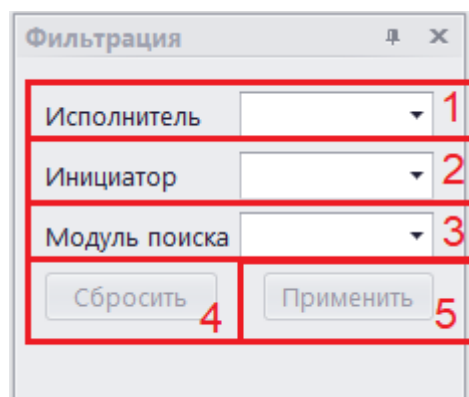 Фильтрация
Исполнитель 1
Инициатор 2
Модуль поиска 3
Сбросить 4 Применить 5